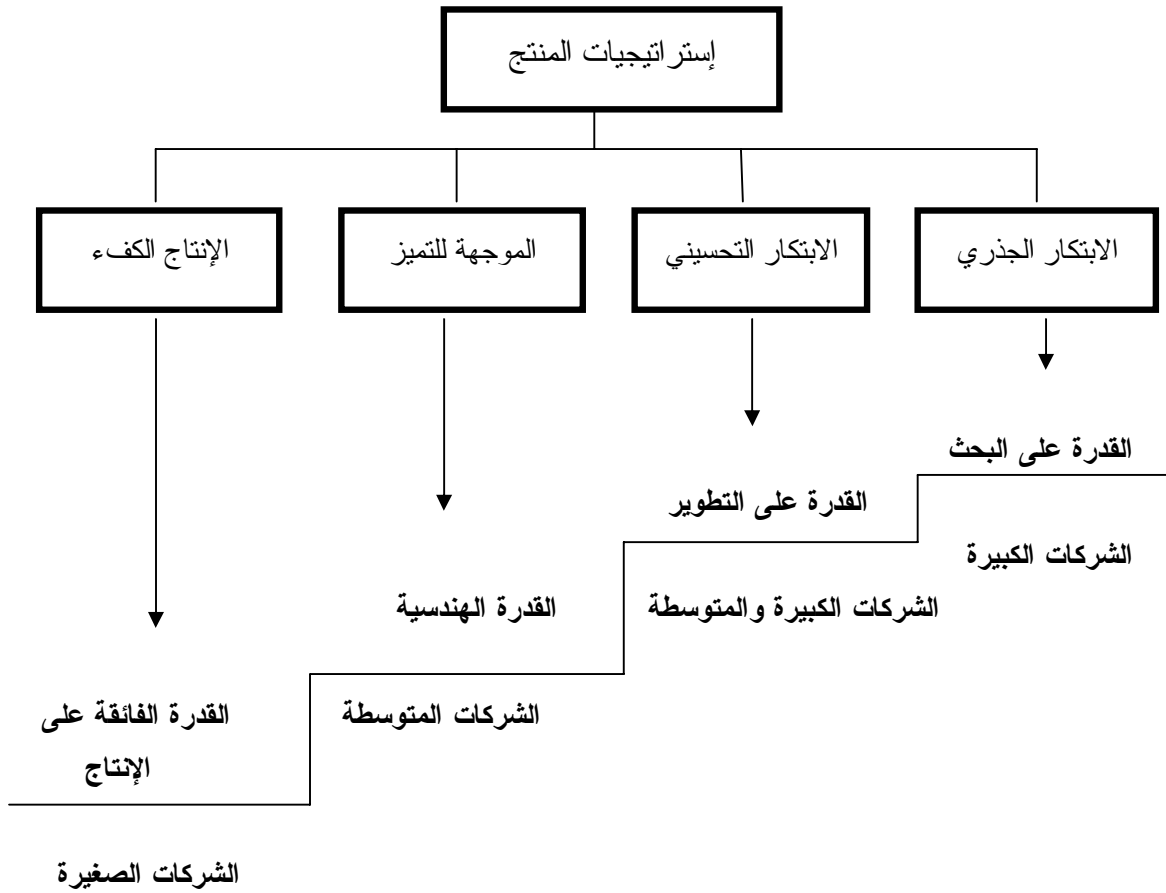 إستراتيجيات المنتج
الابتكار الجذري
الابتكار التحسيني
الموجهة للتميز
الإنتاج الكفء
القدرة على البحث
القدرة على التطوير
الشركات الكبيرة
القدرة الهندسية
الشركات الكبيرة والمتوسطة
القدرة الفائقة على
الإنتاج
الشركات المتوسطة
الشركات الصغيرة